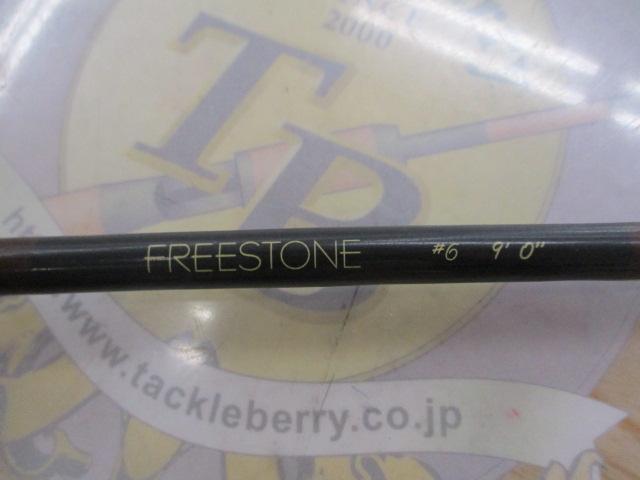 2000
TB
FREESTONE #6 9' 0"
www.tackleberry.co.jp